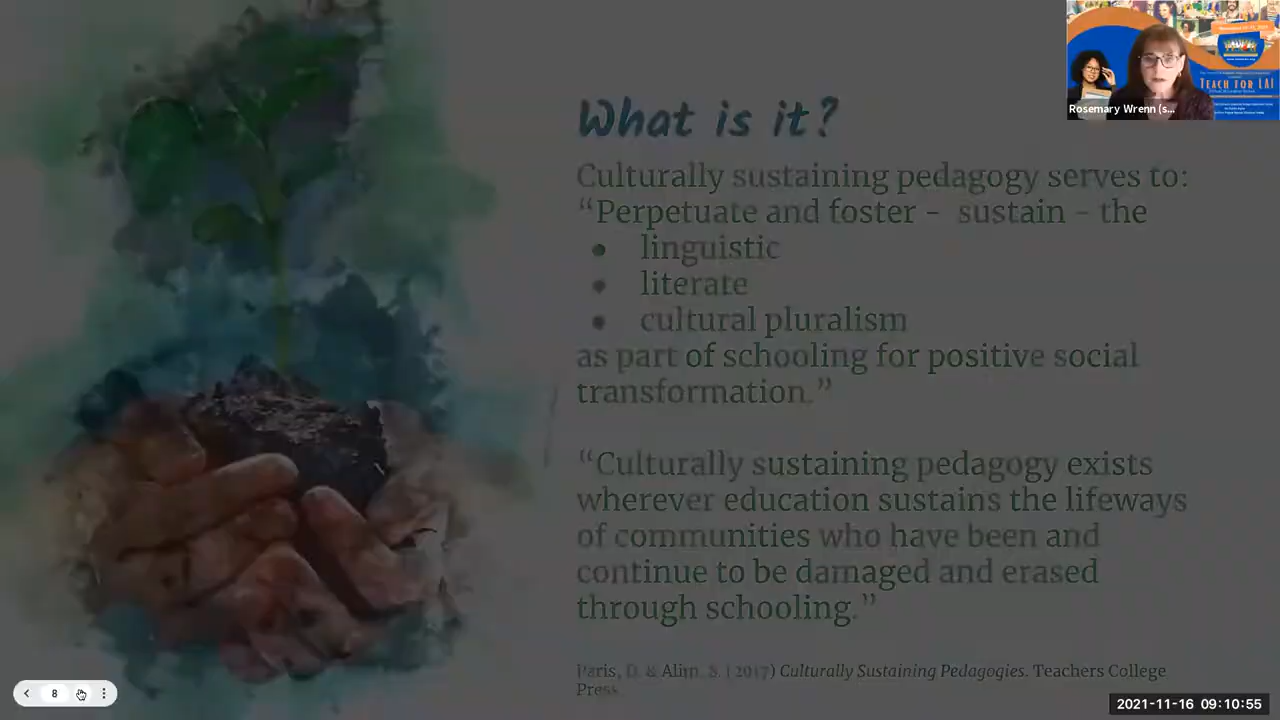 What is it?
Culturally sustaining pedagogy serves to:
“Perpetuate and foster - sustain - the
● linguistic
● literate
● cultural pluralism
as part of schooling for positive social
transformation.”
“Culturally sustaining pedagogy exists
wherever education sustains the lifeways
of communities who have been and
continue to be damaged and erased
through schooling.”
Paris, D. & Alim, S. (2017) Culturally Sustaining Pedagogies. Teachers College
Press
TEACH FOR LAI
Rosemary Wrenn (s...
8
2021-11-16 09:10:55